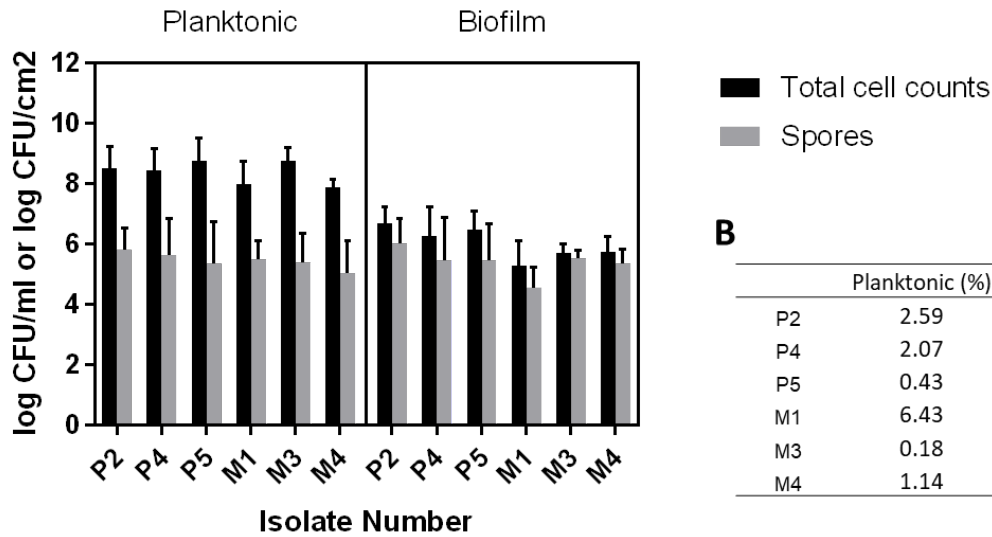 Planktonic Biofilm
log CFU/ml or log CFU/cm2
12
10
8
6
4
2
0
P2 P4 P5 M1 M3 M4 P2 P4 P5 M1 M3 M4
Isolate Number
Total cell counts
Spores
B
Planktonic (%)
P2 2.59
P4 2.07
P5 0.43
M1 6.43
M3 0.18
M4 1.14